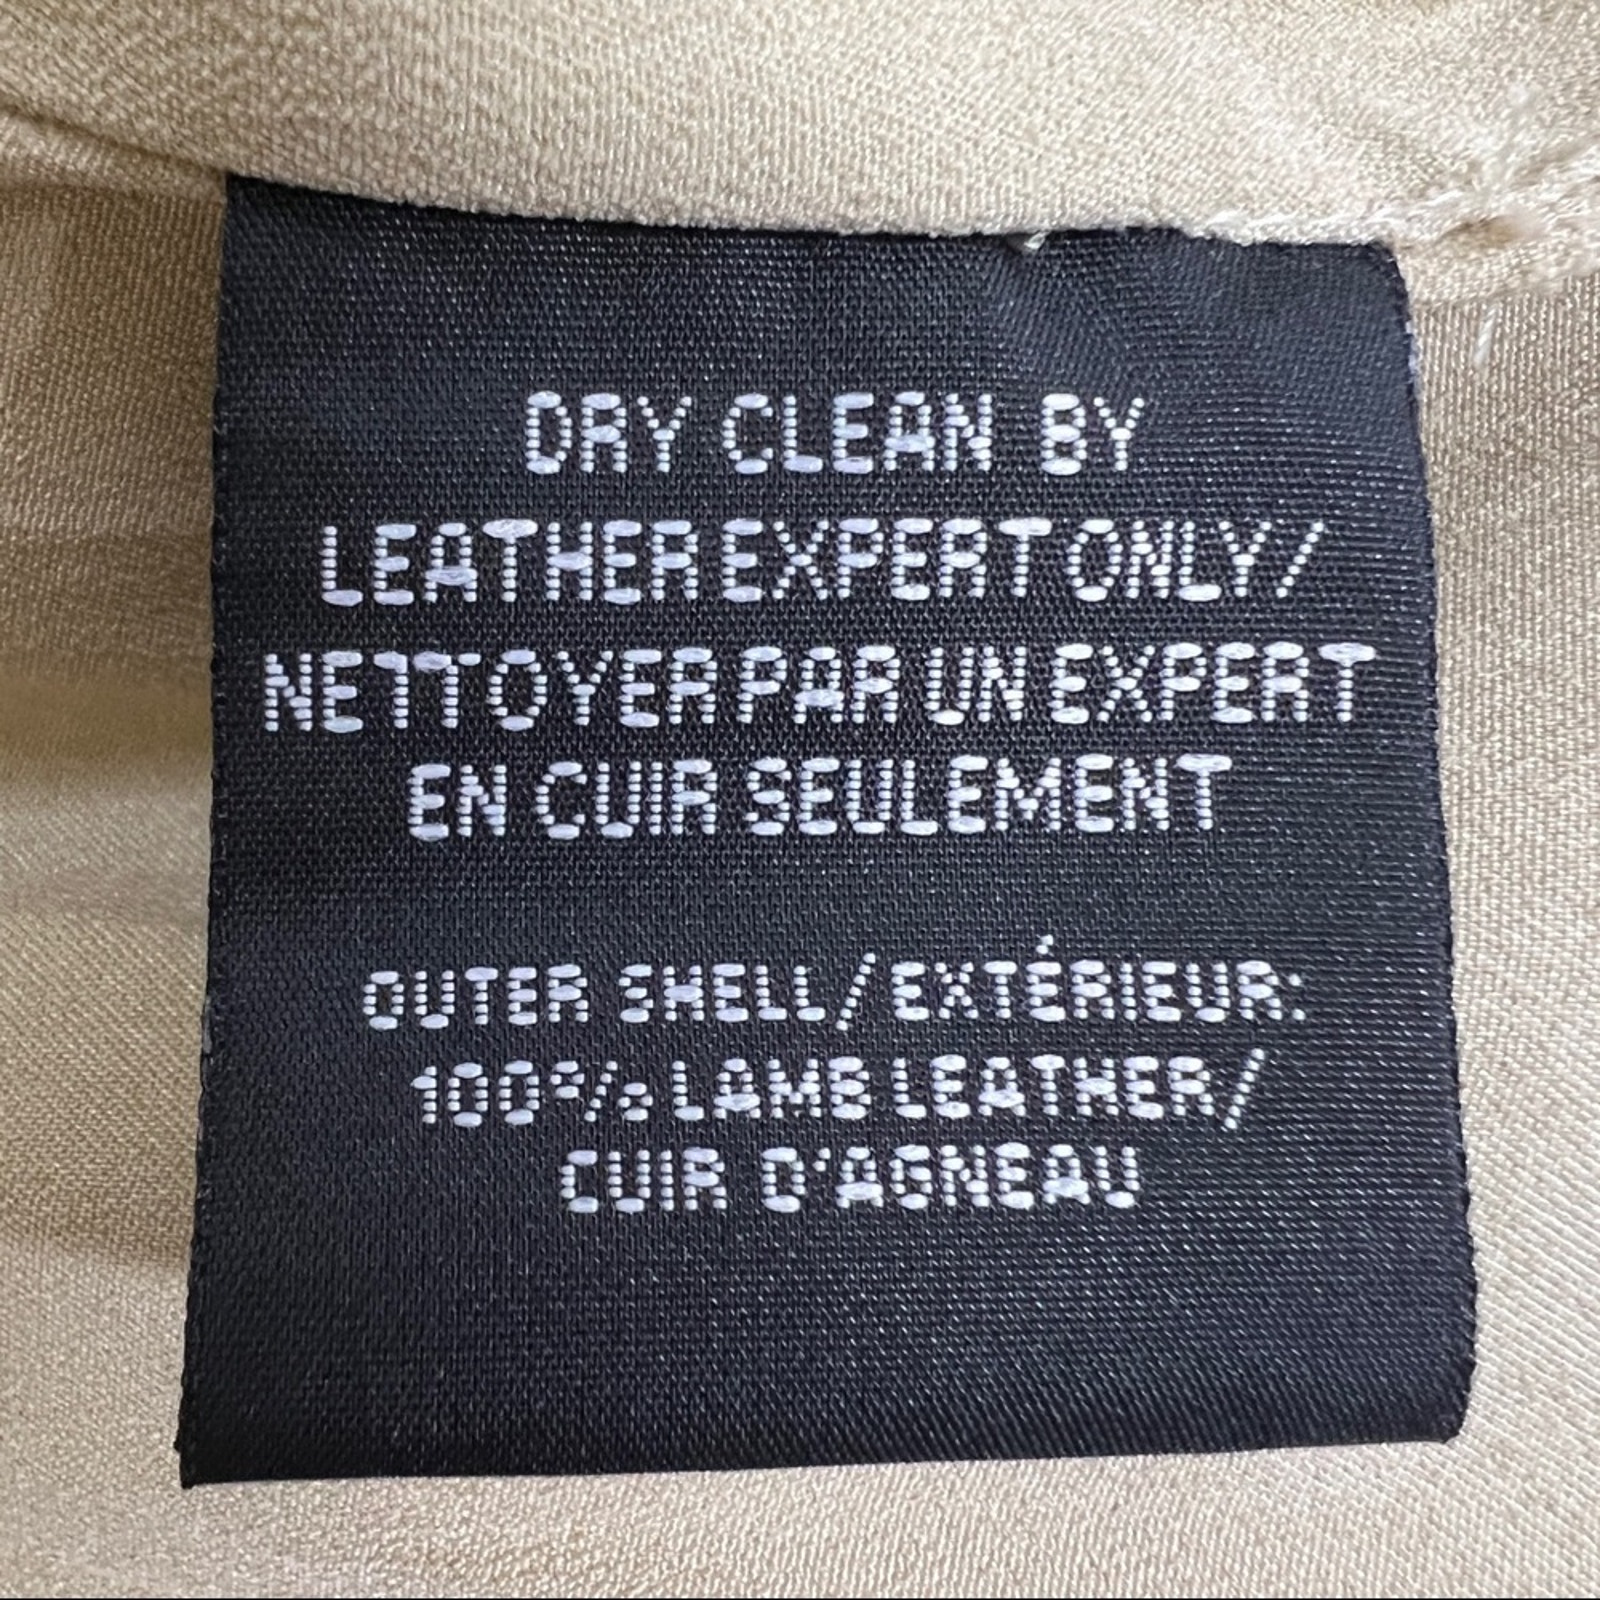 DRY CLEAN BY
LEATHER EXPERT ONLY/
NETTOYER PAR UN EXPERT
EN CUIR SEULEMENT
OUTER SHELL/EXTÉRIEUR:
100% LAMB LEATHER/
CUIR D'AGNEAU